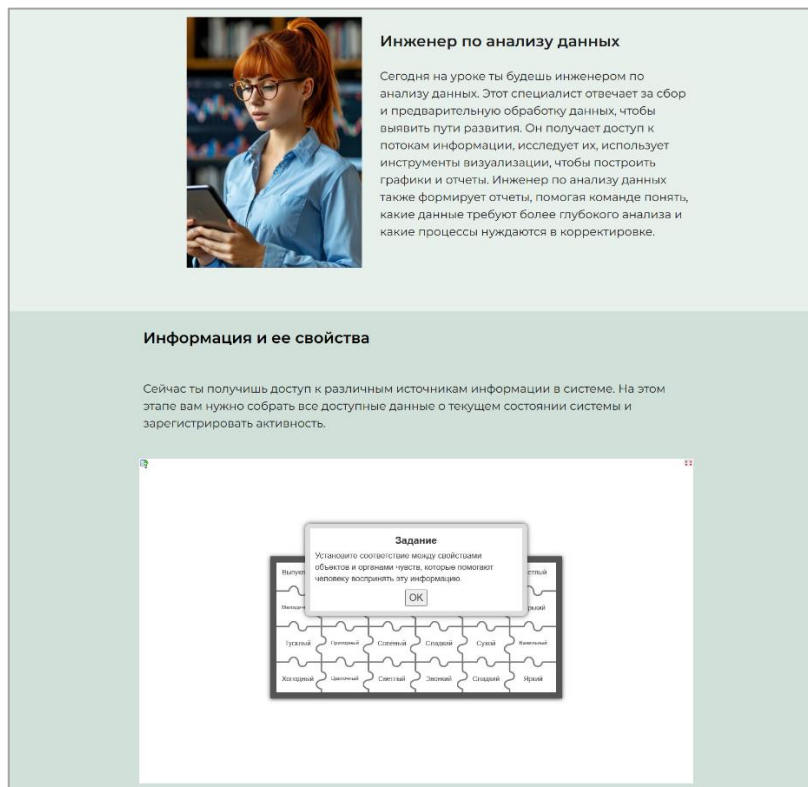 Инженер по анализу данных
Сегодня на уроке ты будешь инженером по
анализу данных. Этот специалист отвечает за сбор
и предварительную обработку данных, чтобы
выявить пути развития. Он получает доступ к
потокам информации, исследует их, использует
инструменты визуализации, чтобы построить
графики и отчеты. Инженер по анализу данных
также формирует отчеты, помогая команде понять,
какие данные требуют более глубокого анализа и
какие процессы нуждаются в корректировке.
Информация и ее свойства
Сейчас ты получишь доступ к различным источникам информации в системе. На этом
этапе вам нужно собрать все доступные данные о текущем состоянии системы и
зарегистрировать активность.
Задание
Установите соответствие между свойствами
объектов и органами чувств, которые помогают
человеку воспринять эту информацию.
OK
Тусклый Солёный Сладкий Сухой Ванильный
Холодный Цветочный Светлый Звонкий Сладкий Яркий